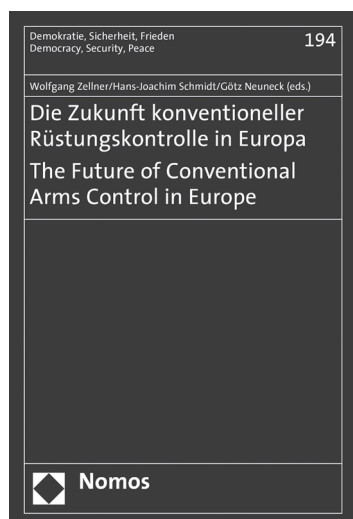 Demokratie, Sicherheit, Frieden
Democracy, Security, Peace
194
Wolfgang Zellner/Hans-Joachim Schmidt/Götz Neuneck (eds.)
Die Zukunft konventioneller
Rüstungskontrolle in Europa
The Future of Conventional
Arms Control in Europe
Nomos